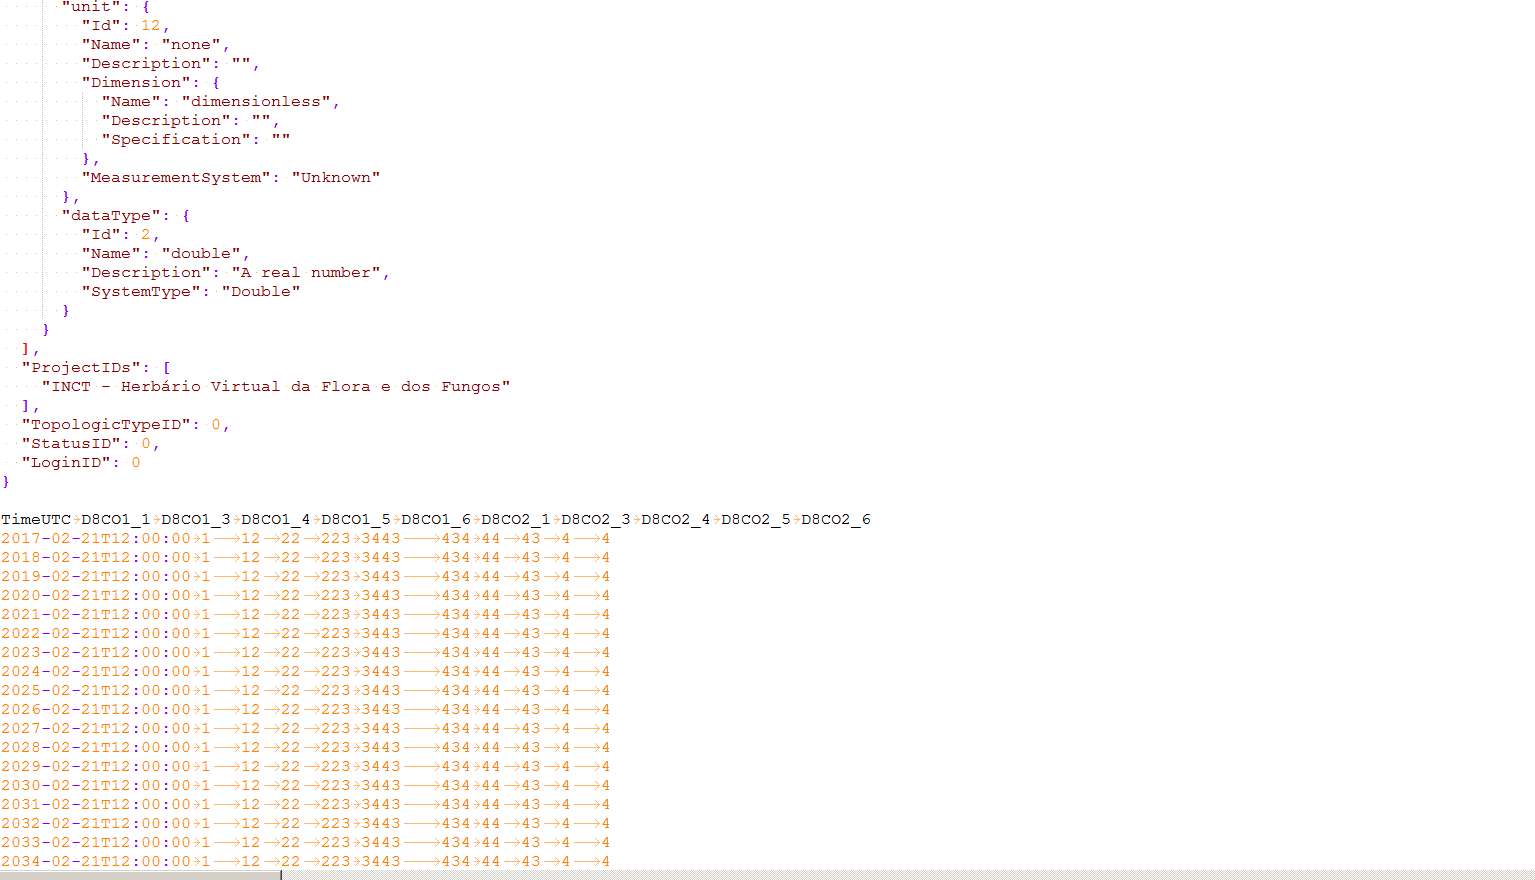 "unit": {
"Id": 12,
"Name": "none",
"Description": "",
"Dimension": {
"Name": "dimensionless",
"Description": "",
"Specification": ""
},
"MeasurementSystem": "Unknown"
},
"dataType": {
"Id": 2,
"Name": "double",
"Description": "A real number",
"SystemType": "Double"
}
}
],
"ProjectIDs": [
"INCT - Herbário Virtual da Flora e dos Fungos"
],
"TopologicTypeID": 0,
"StatusID": 0,
"LoginID": 0
}
TimeUTC D8CO1_1 D8CO1_3 D8CO1_4 D8CO1_5 D8CO1_6 D8CO2_1 D8CO2_3 D8CO2_4 D8CO2_5 D8CO2_6
2017-02-21T12:00:00 1 12 22 223 3443 434 44 43 4 4
2018-02-21T12:00:00 1 12 22 223 3443 434 44 43 4 4
2019-02-21T12:00:00 1 12 22 223 3443 434 44 43 4 4
2020-02-21T12:00:00 1 12 22 223 3443 434 44 43 4 4
2021-02-21T12:00:00 1 12 22 223 3443 434 44 43 4 4
2022-02-21T12:00:00 1 12 22 223 3443 434 44 43 4 4
2023-02-21T12:00:00 1 12 22 223 3443 434 44 43 4 4
2024-02-21T12:00:00 1 12 22 223 3443 434 44 43 4 4
2025-02-21T12:00:00 1 12 22 223 3443 434 44 43 4 4
2026-02-21T12:00:00 1 12 22 223 3443 434 44 43 4 4
2027-02-21T12:00:00 1 12 22 223 3443 434 44 43 4 4
2028-02-21T12:00:00 1 12 22 223 3443 434 44 43 4 4
2029-02-21T12:00:00 1 12 22 223 3443 434 44 43 4 4
2030-02-21T12:00:00 1 12 22 223 3443 434 44 43 4 4
2031-02-21T12:00:00 1 12 22 223 3443 434 44 43 4 4
2032-02-21T12:00:00 1 12 22 223 3443 434 44 43 4 4
2033-02-21T12:00:00 1 12 22 223 3443 434 44 43 4 4
2034-02-21T12:00:00 1 12 22 223 3443 434 44 43 4 4